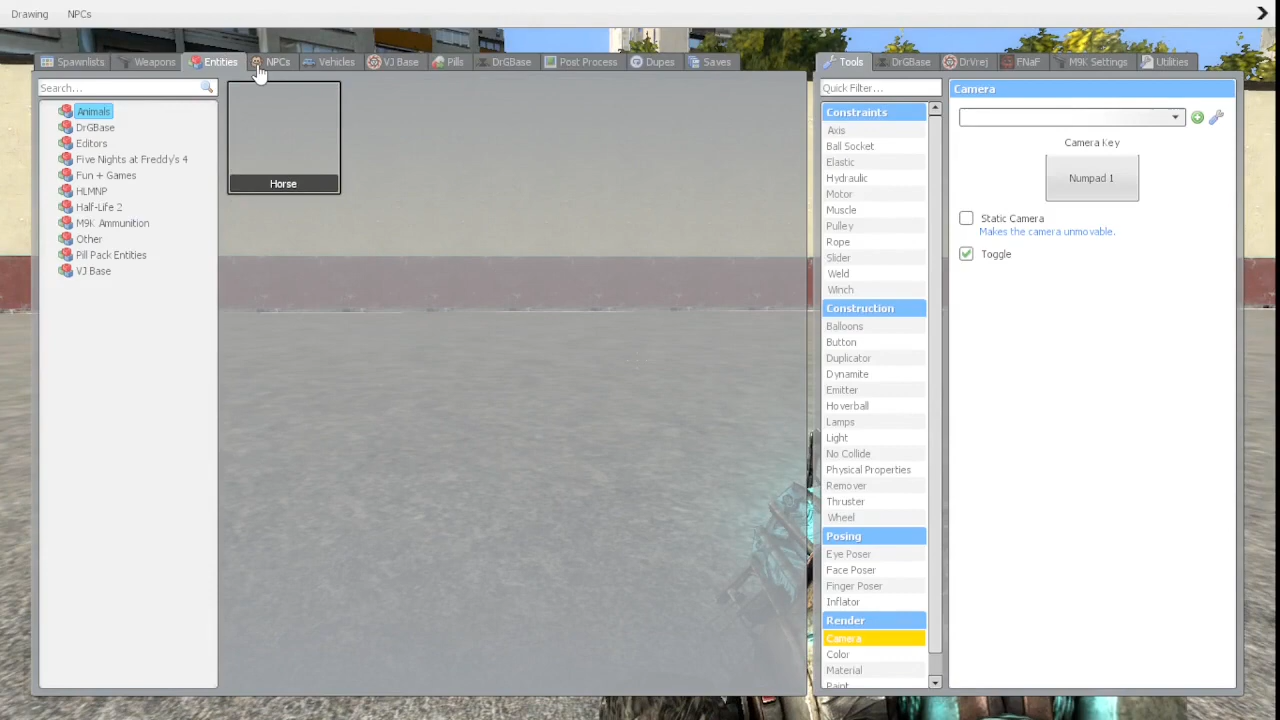 Drawing NPCs
Spawnlists Weapons Entities NPCs Vehicles VJ Base Pills DrGBase Post Process Dupes Saves
Tools DrGBase DrVrej FNaF M9K Settings Utilities
Search...
Animals
DrGBase
Editors
Five Nights at Freddy's 4
Fun + Games
HLMNP
Half-Life 2
M9K Ammunition
Other
Pill Pack Entities
VJ Base
Horse
Quick Filter...
Constraints
Axis
Ball Socket
Elastic
Hydraulic
Motor
Muscle
Pulley
Rope
Slider
Weld
Winch
Construction
Balloons
Button
Duplicator
Dynamite
Emitter
Hoverball
Lamps
Light
No Collide
Physical Properties
Remover
Thruster
Wheel
Posing
Eye Poser
Face Poser
Finger Poser
Inflator
Render
Camera
Color
Material
Paint
Camera
Camera Key
Numpad 1
Static Camera
Makes the camera unmovable.
Toggle